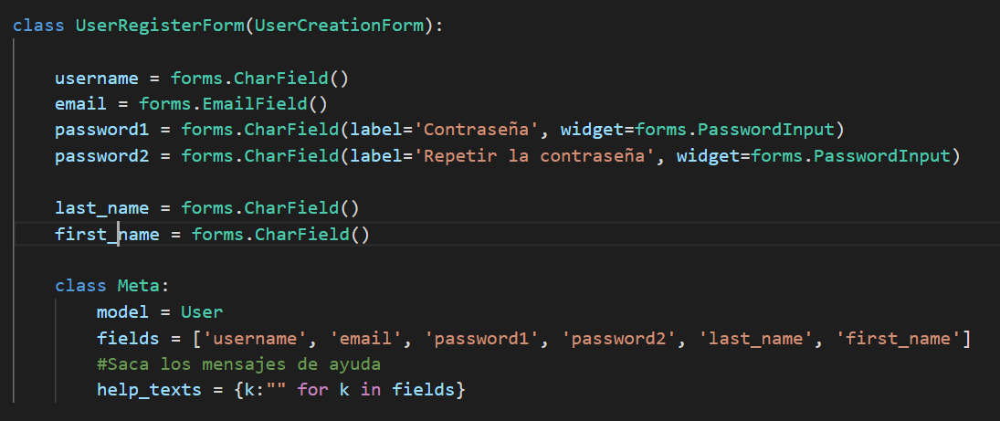 class UserRegisterForm(UserCreationForm):
username = forms.CharField()
email = forms.EmailField()
password1 = forms.CharField(label='Contraseña', widget=forms.PasswordInput)
password2 = forms.CharField(label='Repetir la contraseña', widget=forms.PasswordInput)
last_name = forms.CharField()
first_name = forms.CharField()
class Meta:
model = User
fields = ['username', 'email', 'password1', 'password2', 'last_name', 'first_name']
#Saca los mensajes de ayuda
help_texts = {k:"" for k in fields}